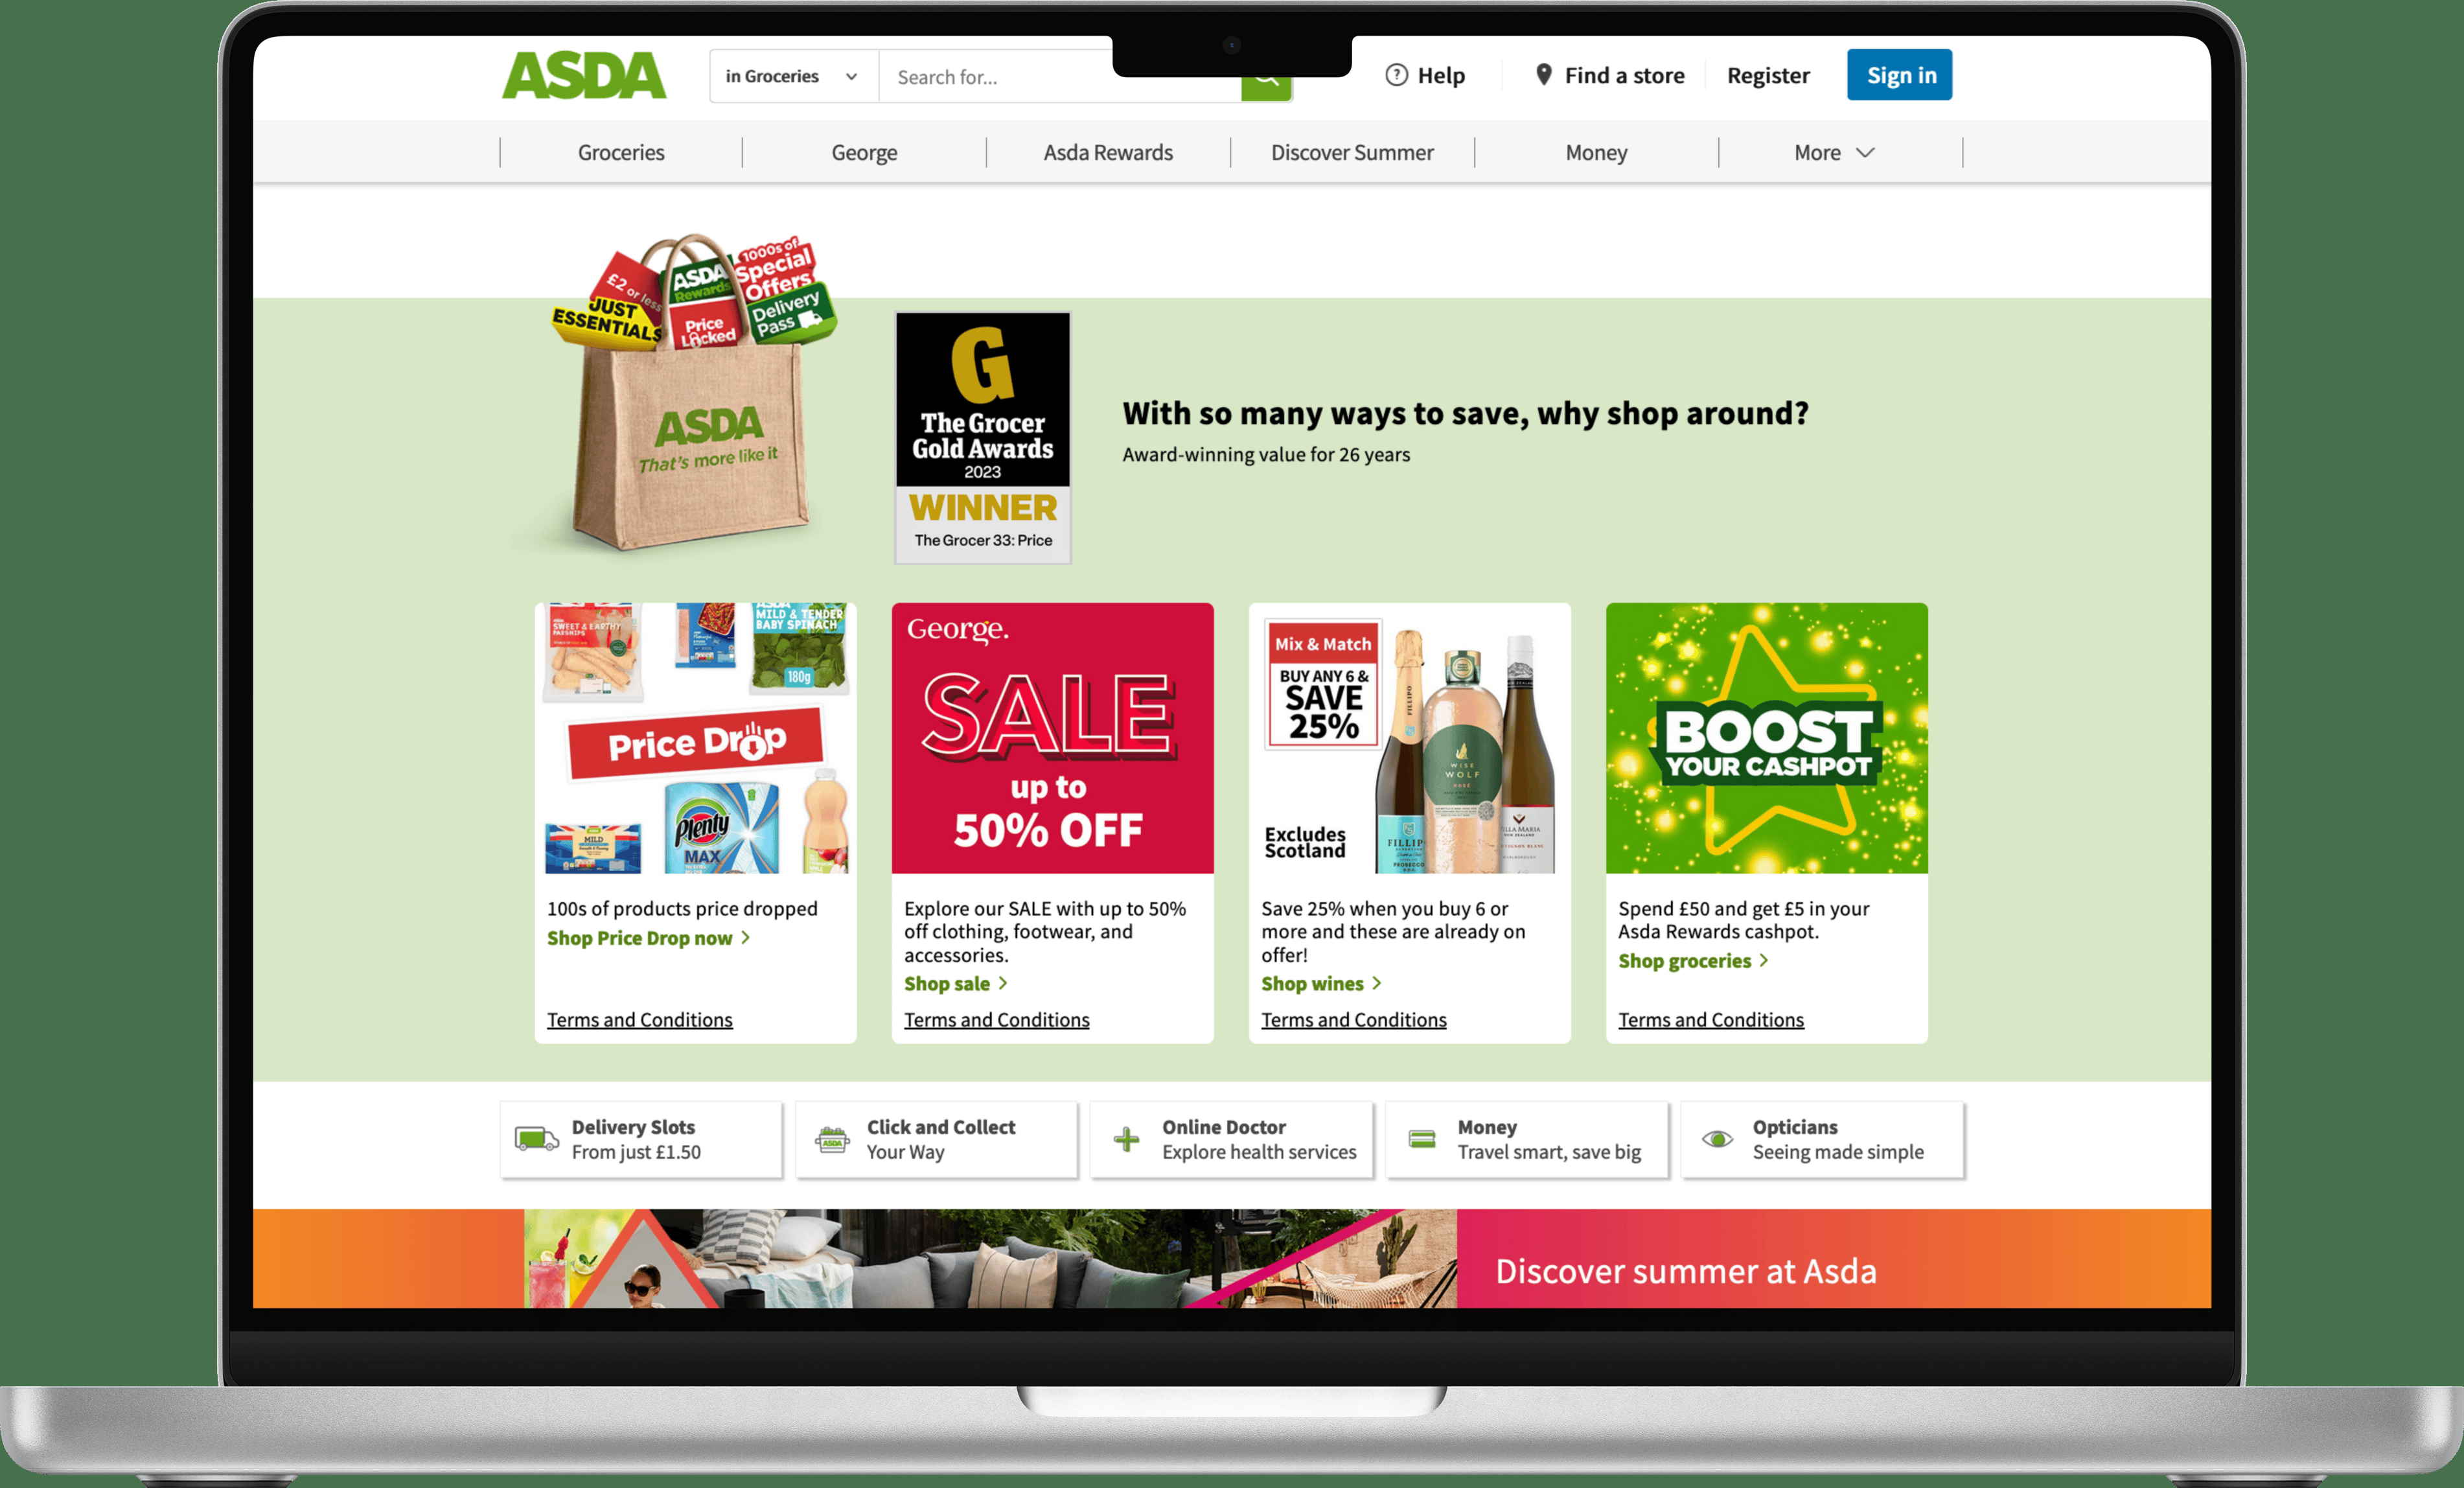 ASDA
in Groceries
Search for...
Help
Find a store
Register
Sign in
Groceries
George
Asda Rewards
Discover Summer
Money
More
£2 or less
JUST
ESSENTIALS
ASDA
Rewards
Price
Locked
1000s of
Special
Offers
Delivery
Pass
ASDA
That's more like it
G
The Grocer
Gold Awards
2023
WINNER
The Grocer 33: Price
With so many ways to save, why shop around?
Award-winning value for 26 years
SWEET & EARTHY
PARSNIPS
ASDA
MILD & TENDER
BABY SPINACH
180g
Price Drop
MILD
Plenty
MAX
100s of products price dropped
Shop Price Drop now
Terms and Conditions
George.
SALE
up to
50% OFF
Explore our SALE with up to 50%
off clothing, footwear, and
accessories.
Shop sale
Terms and Conditions
Mix & Match
BUY ANY 6 &
SAVE
25%
Excludes
Scotland
FILIPO
PROSECCO
WISE
WOLF
ROSÉ
Save 25% when you buy 6 or
more and these are already on
offer!
Shop wines
Terms and Conditions
BOOST
YOUR CASHPOT
Spend £50 and get £5 in your
Asda Rewards cashpot.
Shop groceries
Terms and Conditions
Delivery Slots
From just £1.50
ASDA
Click and Collect
Your Way
Online Doctor
Explore health services
Money
Travel smart, save big
Opticians
Seeing made simple
Discover summer at Asda